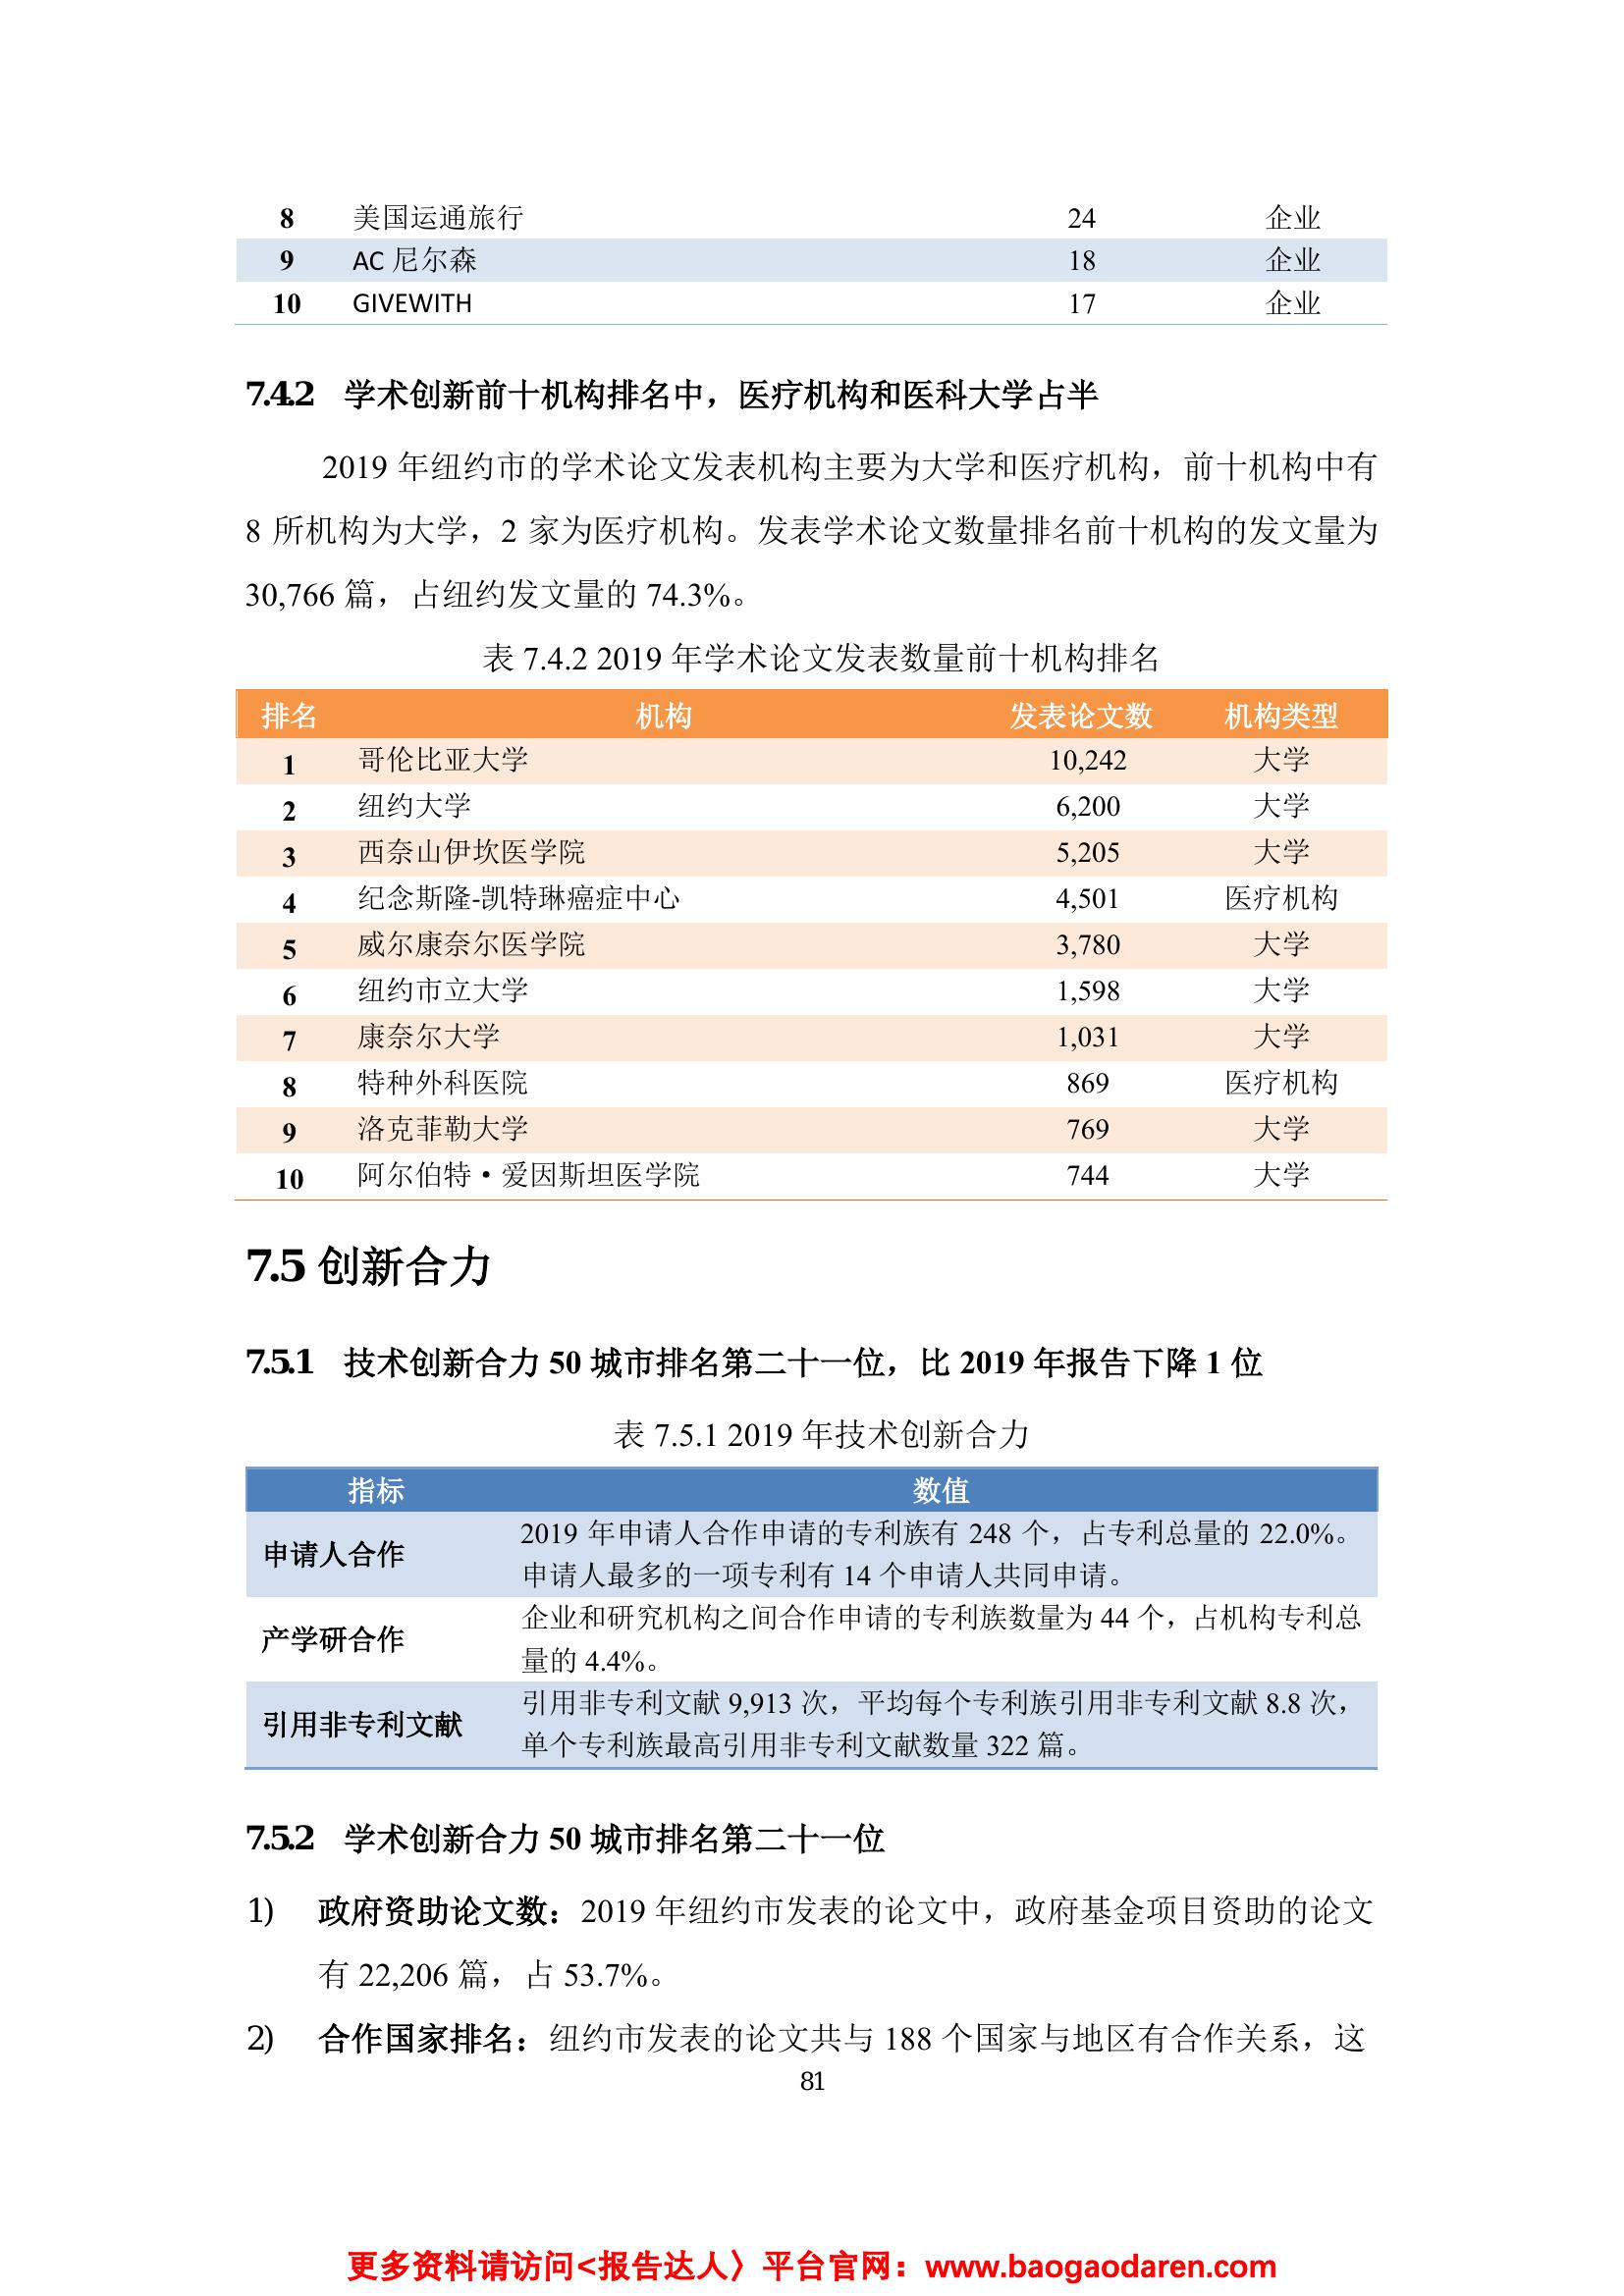 8 美国运通旅行 24 企业
9 AC 尼尔森 18 企业
10 GIVEWITH 17 企业
7.4.2 学术创新前十机构排名中，医疗机构和医科大学占半
2019 年纽约市的学术论文发表机构主要为大学和医疗机构，前十机构中有
8 所机构为大学，2 家为医疗机构。发表学术论文数量排名前十机构的发文量为
30,766 篇，占纽约发文量的 74.3%。
表 7.4.2 2019 年学术论文发表数量前十机构排名
排名 机构 发表论文数 机构类型
1 哥伦比亚大学 10,242 大学
2 纽约大学 6,200 大学
3 西奈山伊坎医学院 5,205 大学
4 纪念斯隆-凯特琳癌症中心 4,501 医疗机构
5 威尔康奈尔医学院 3,780 大学
6 纽约市立大学 1,598 大学
7 康奈尔大学 1,031 大学
8 特种外科医院 869 医疗机构
9 洛克菲勒大学 769 大学
10 阿尔伯特·爱因斯坦医学院 744 大学
7.5 创新合力
7.5.1 技术创新合力 50 城市排名第二十一位，比 2019 年报告下降 1 位
表 7.5.1 2019 年技术创新合力
指标 数值
申请人合作 2019 年申请人合作申请的专利族有 248 个，占专利总量的 22.0%。
申请人最多的一项专利有 14 个申请人共同申请。
产学研合作 企业和研究机构之间合作申请的专利族数量为 44 个，占机构专利总
量的 4.4%。
引用非专利文献 引用非专利文献 9,913 次，平均每个专利族引用非专利文献 8.8 次，
单个专利族最高引用非专利文献数量 322 篇。
7.5.2 学术创新合力 50 城市排名第二十一位
1) 政府资助论文数：2019 年纽约市发表的论文中，政府基金项目资助的论文
有 22,206 篇，占 53.7%。
2) 合作国家排名：纽约市发表的论文共与 188 个国家与地区有合作关系，这
81
更多资料请访问<报告达人〉平台官网：www.baogaodaren.com